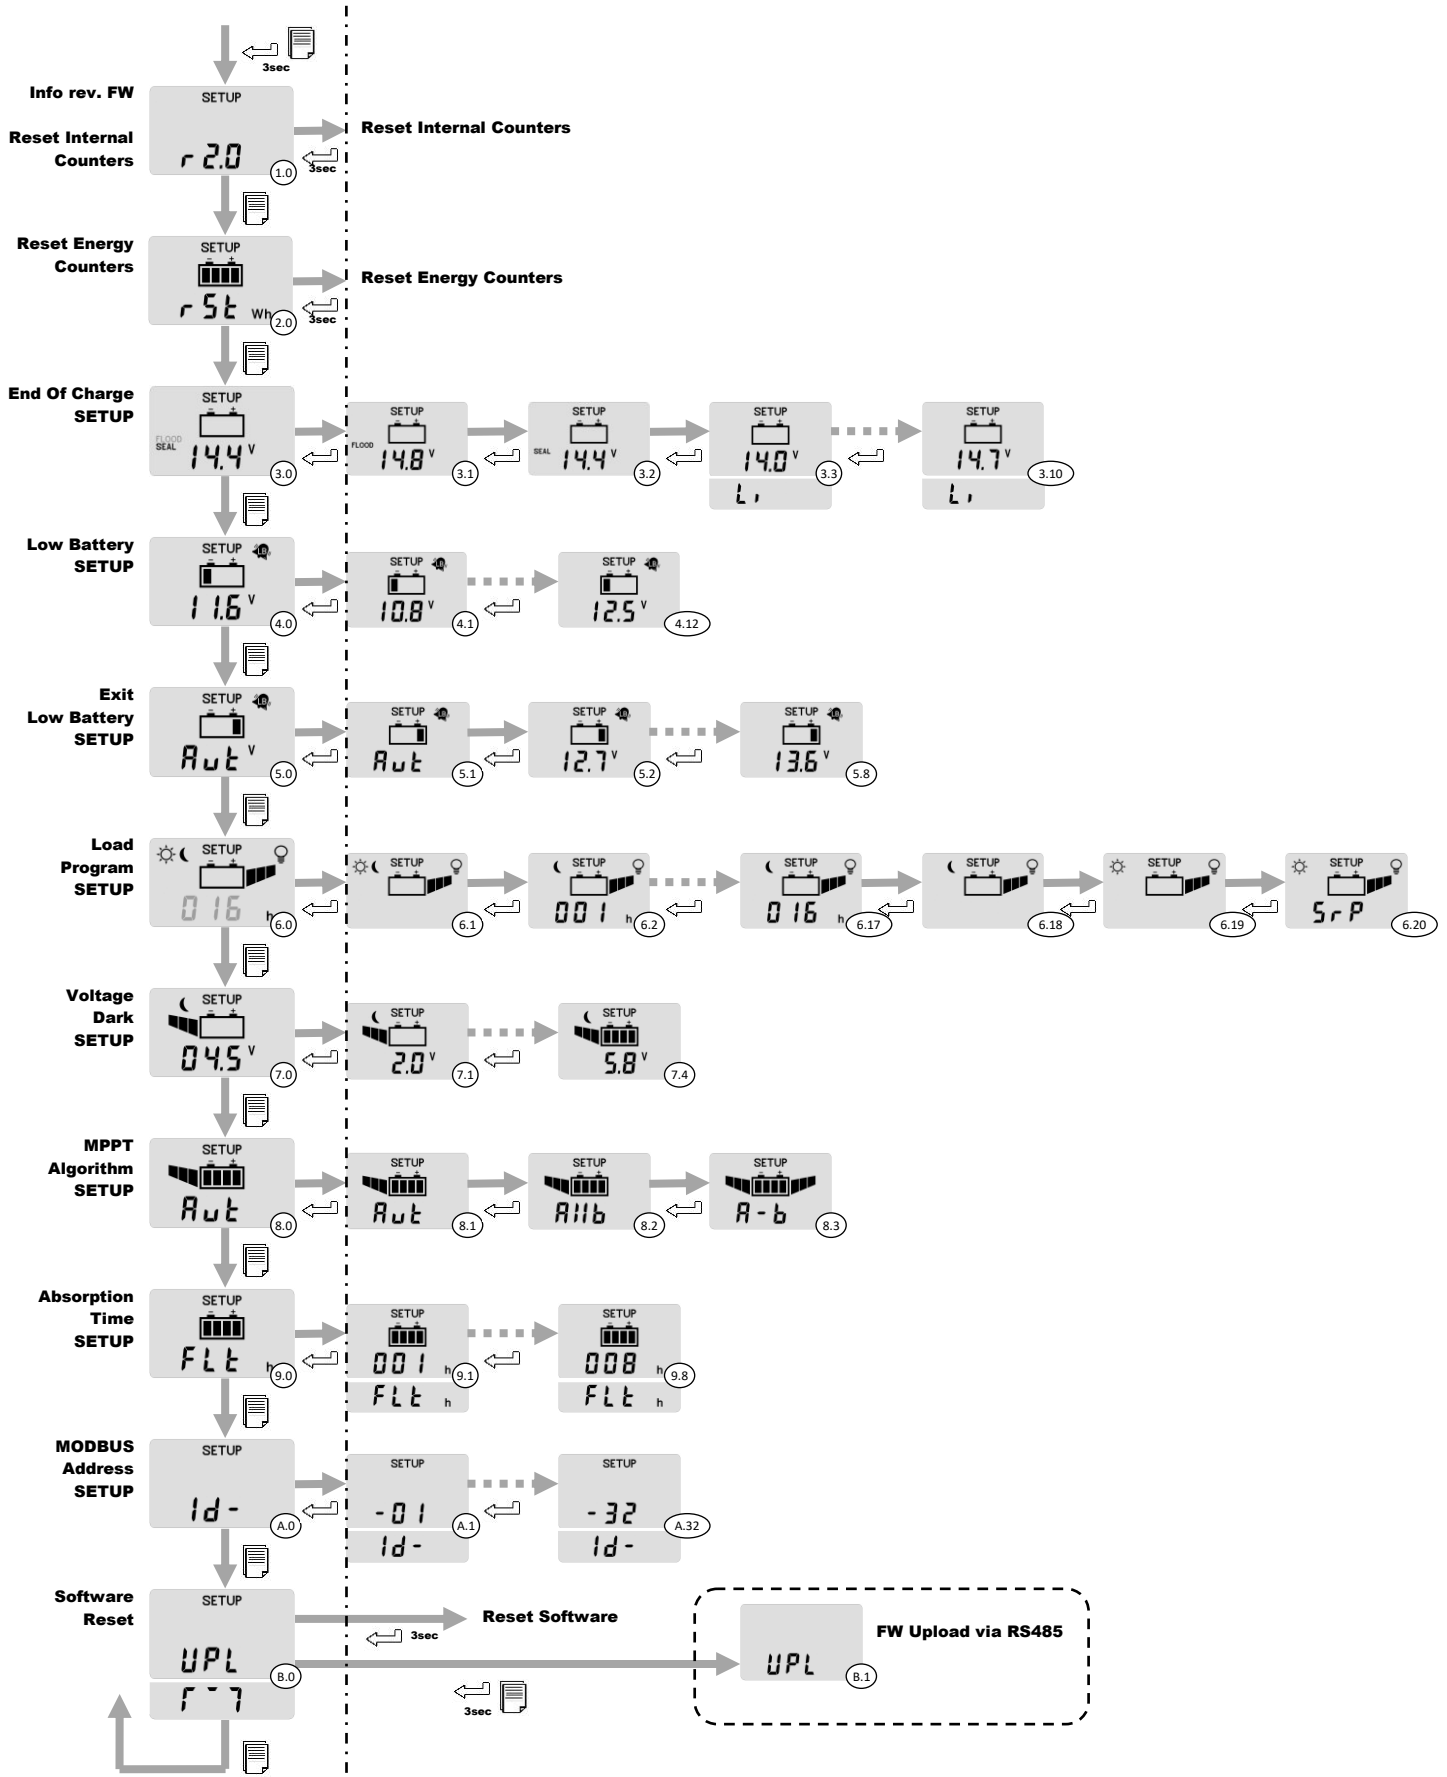 3sec
Info rev. FW
Reset Internal
Counters
SETUP
r 2.0
1.0
3sec
Reset Internal Counters
Reset Energy
Counters
SETUP
rSt Wh
2.0
3sec
Reset Energy Counters
End Of Charge
SETUP
SETUP
FLOOD
SEAL
14.4 V
3.0
SETUP
FLOOD
14.8 V
3.1
SETUP
SEAL
14.4 V
3.2
SETUP
14.0 V
3.3
Li
SETUP
14.7 V
3.10
Li
Low Battery
SETUP
SETUP
LB
11.6 V
4.0
SETUP
LB
10.8 V
4.1
SETUP
LB
12.5 V
4.12
Exit
Low Battery
SETUP
SETUP
LB
Aut V
5.0
SETUP
LB
Aut
5.1
SETUP
LB
12.7 V
5.2
SETUP
LB
13.6 V
5.8
Load
Program
SETUP
SETUP
016 h
6.0
SETUP
6.1
SETUP
001 h
6.2
SETUP
016 h
6.17
SETUP
6.18
SETUP
6.19
SETUP
SrP
6.20
Voltage
Dark
SETUP
SETUP
04.5 V
7.0
SETUP
2.0 V
7.1
SETUP
5.8 V
7.4
MPPT
Algorithm
SETUP
SETUP
Aut
8.0
SETUP
Aut
8.1
SETUP
A||b
8.2
SETUP
A-b
8.3
Absorption
Time
SETUP
SETUP
FLt h
9.0
SETUP
001 h
9.1
FLt h
SETUP
008 h
9.8
FLt h
MODBUS
Address
SETUP
SETUP
Id-
A.0
SETUP
-01
A.1
Id-
SETUP
-32
A.32
Id-
Software
Reset
SETUP
UPL
B.0
3sec
Reset Software
3sec
UPL
B.1
FW Upload via RS485